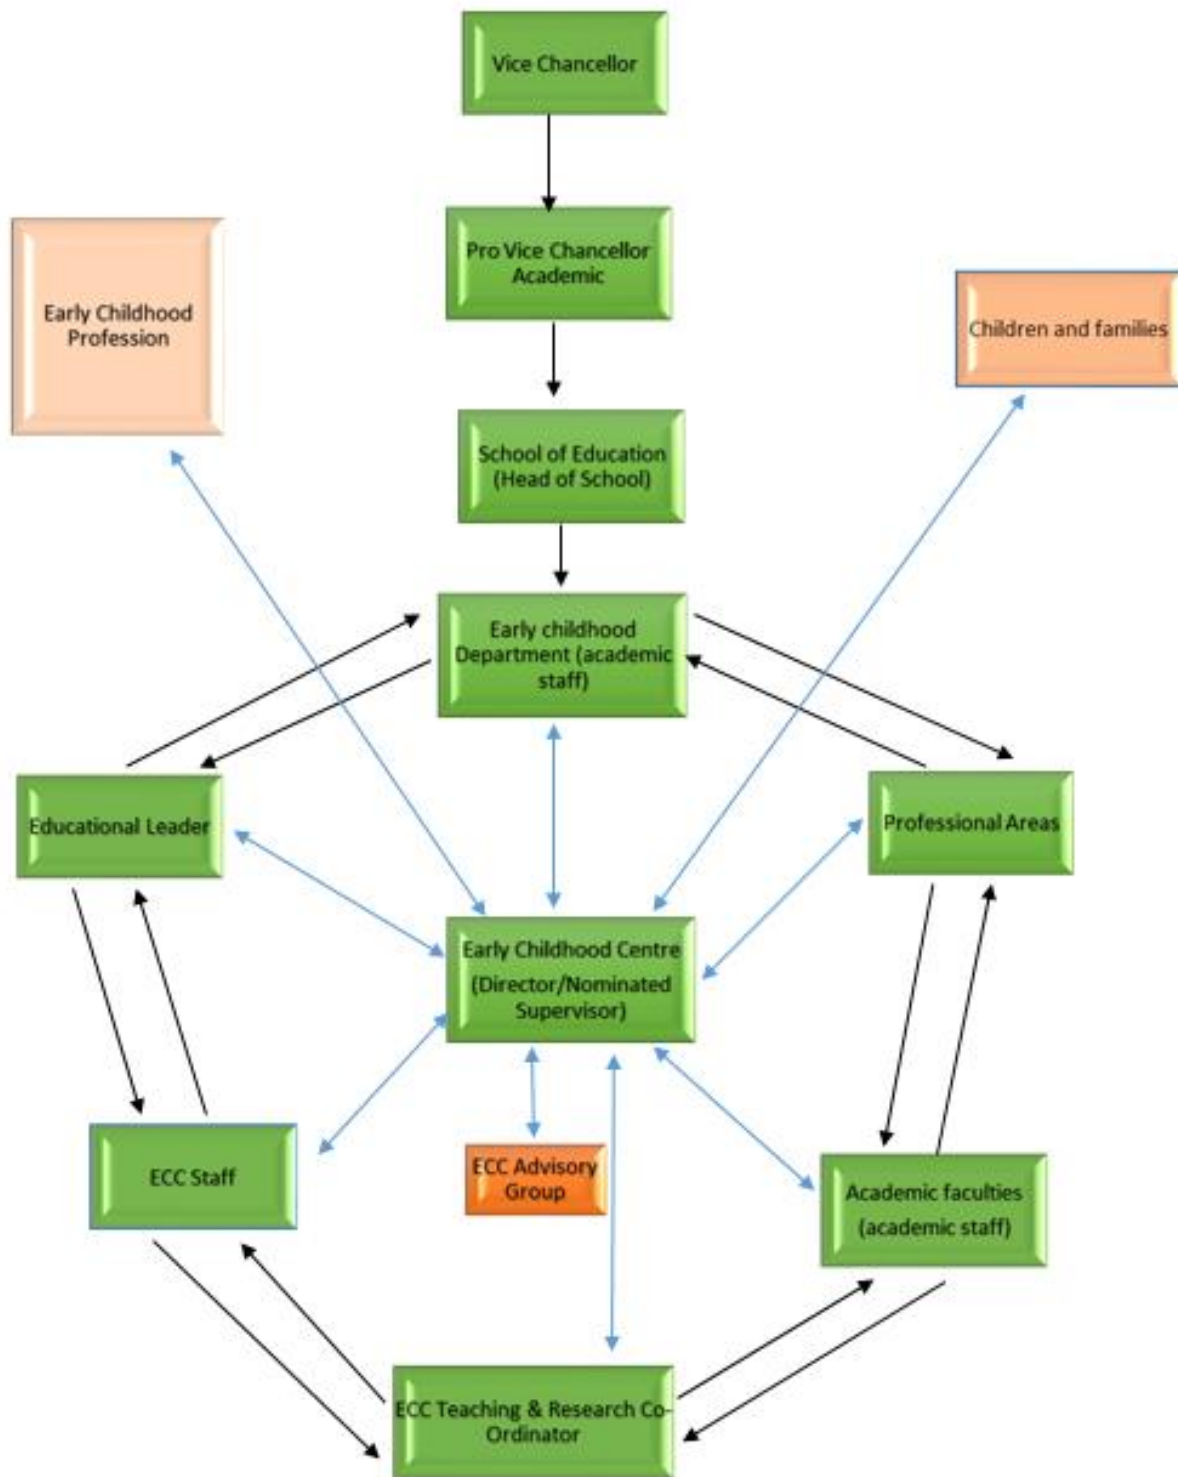 Vice Chancellor
Pro Vice Chancellor
Academic
Early Childhood
Profession
Children and families
School of Education
(Head of School)
Early childhood
Department (academic
staff)
Educational Leader
Professional Areas
Early Childhood Centre
(Director/Nominated
Supervisor)
ECC Staff
ECC Advisory
Group
Academic faculties
(academic staff)
ECC Teaching & Research Co-
Ordinator